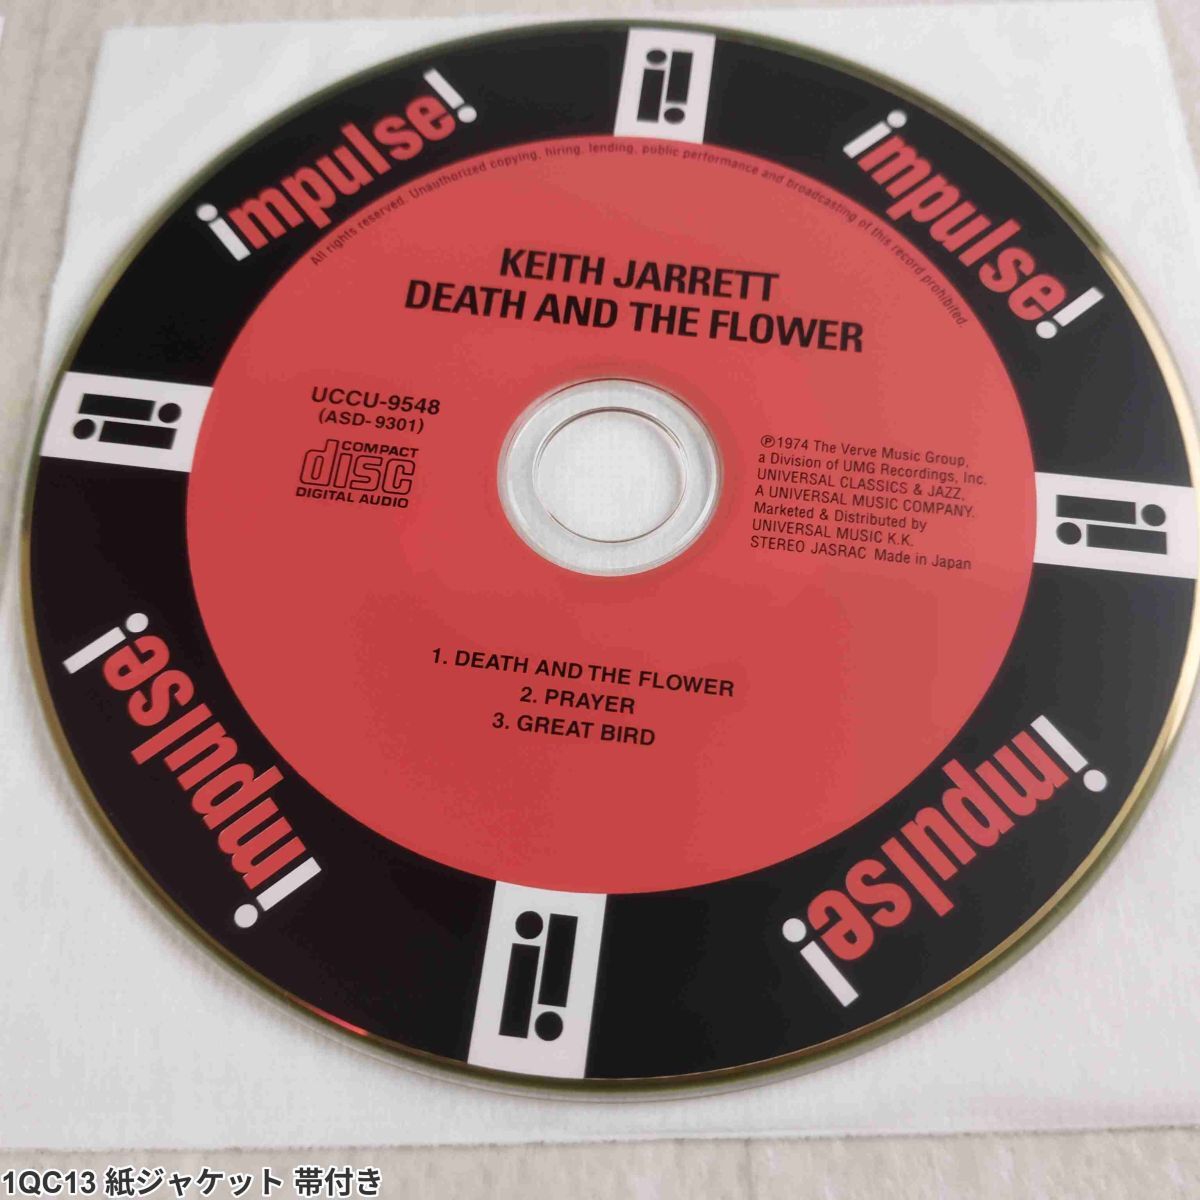 impulse!
impulse!
All rights reserved. Unauthorized copying, hiring, lending, public performance and broadcasting of this record prohibited.
KEITH JARRETT
DEATH AND THE FLOWER
UCCU-9548
(ASD-9301)
COMPACT
disc
DIGITAL AUDIO
℗1974 The Verve Music Group,
a Division of UMG Recordings, Inc.
UNIVERSAL CLASSICS & JAZZ,
A UNIVERSAL MUSIC COMPANY.
Marketed & Distributed by
UNIVERSAL MUSIC K.K.
STEREO JASRAC Made in Japan
1. DEATH AND THE FLOWER
2. PRAYER
3. GREAT BIRD
impulse!
impulse!
1QC13 紙ジャケット 帯付き